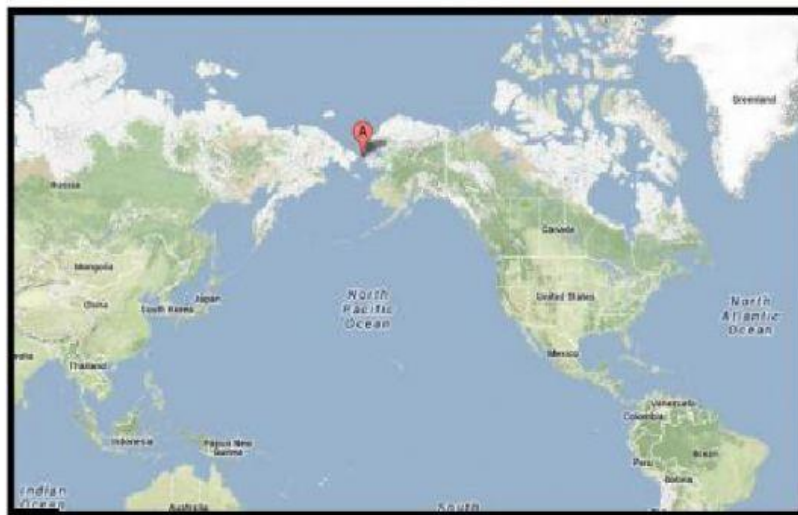 A
Greenland
Russia
Canada
Mongolia
China
South Korea
Japan
North
Pacific
Ocean
United States
North
Atlantic
Ocean
Thailand
Mexico
Venezuela
Colombia
Indonesia
Papua New
Guinea
Peru
Bolivia
Indian
Ocean
Australia
South